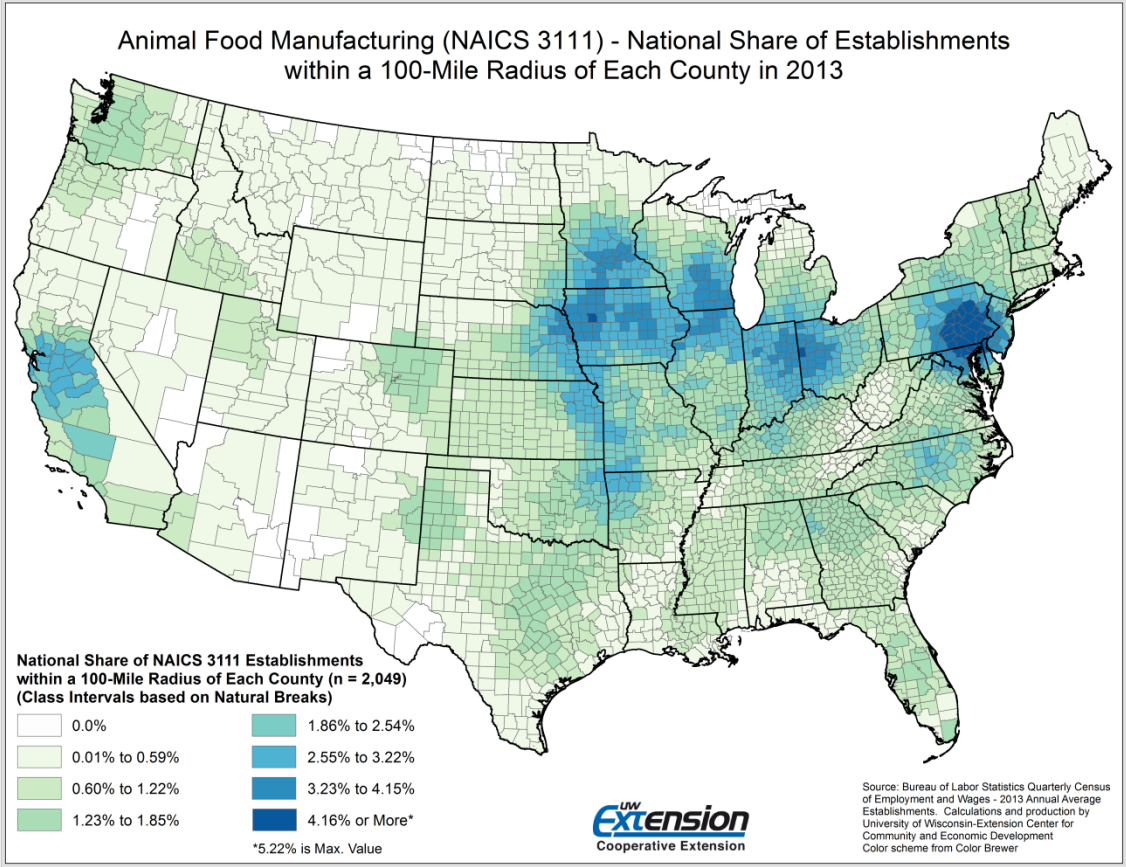 Animal Food Manufacturing (NAICS 3111) - National Share of Establishments
within a 100-Mile Radius of Each County in 2013
National Share of NAICS 3111 Establishments
within a 100-Mile Radius of Each County (n = 2,049)
(Class Intervals based on Natural Breaks)
0.0%
0.01% to 0.59%
0.60% to 1.22%
1.23% to 1.85%
1.86% to 2.54%
2.55% to 3.22%
3.23% to 4.15%
4.16% or More*
*5.22% is Max. Value
UW
Extension
Cooperative Extension
Source: Bureau of Labor Statistics Quarterly Census
of Employment and Wages - 2013 Annual Average
Establishments. Calculations and production by
University of Wisconsin-Extension Center for
Community and Economic Development
Color scheme from Color Brewer